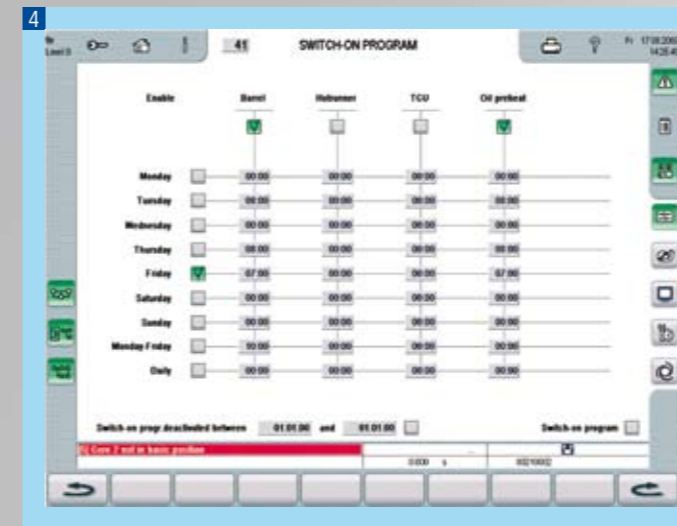 4
Level 0 41 SWITCH-ON PROGRAM Fr
Enable Barrel Hotrunner TCU Oil preheat
Monday 00:00 00:00 00:00 00:00
Tuesday 00:00 00:00 00:00 00:00
Wednesday 00:00 00:00 00:00 00:00
Thursday 00:00 00:00 00:00
Friday 07:00 00:00 00:00 07:00
Saturday 00:00 00:00 00:00 00:00
Sunday 00:00 00:00 00:00 00:00
Monday-Friday 00:00 00:00 00:00
Daily 00:00 00:00 00:00 00:00
Switch-on progr.deactivated between 01.01.00 and 01.01.00 Switch-on program
Core 2 not in basic position
0.000 s